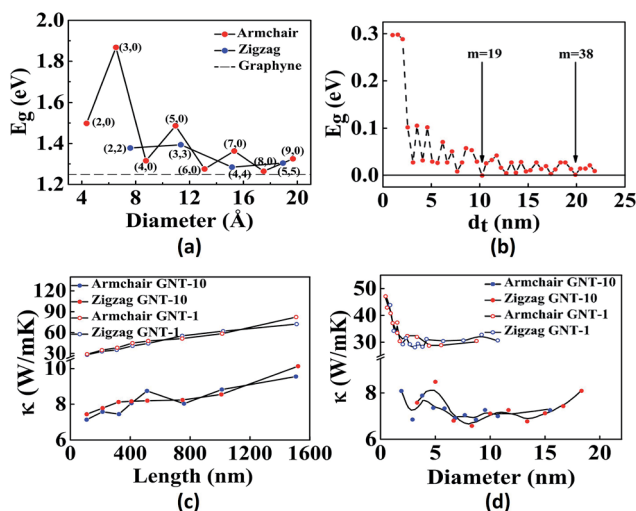 2.0
1.8
1.6
1.4
1.2
E_g (eV)
Armchair
Zigzag
Graphyne
(3,0)
(2,0)
(5,0)
(2,2)
(3,3)
(7,0)
(9,0)
(4,0)
(6,0)
(4,4)
(8,0)
(5,5)
4 8 12 16 20
Diameter (Å)
(a)
0.3
0.2
0.1
0.0
E_g (eV)
m=19
m=38
0 5 10 15 20 25
d_t (nm)
(b)
120
90
60
30
10
8
6
κ (W/mK)
Armchair GNT-10
Zigzag GNT-10
Armchair GNT-1
Zigzag GNT-1
0 400 800 1200 1600
Length (nm)
(c)
50
40
30
8
6
κ (W/mK)
Armchair GNT-10
Zigzag GNT-10
Armchair GNT-1
Zigzag GNT-1
0 5 10 15 20
Diameter (nm)
(d)